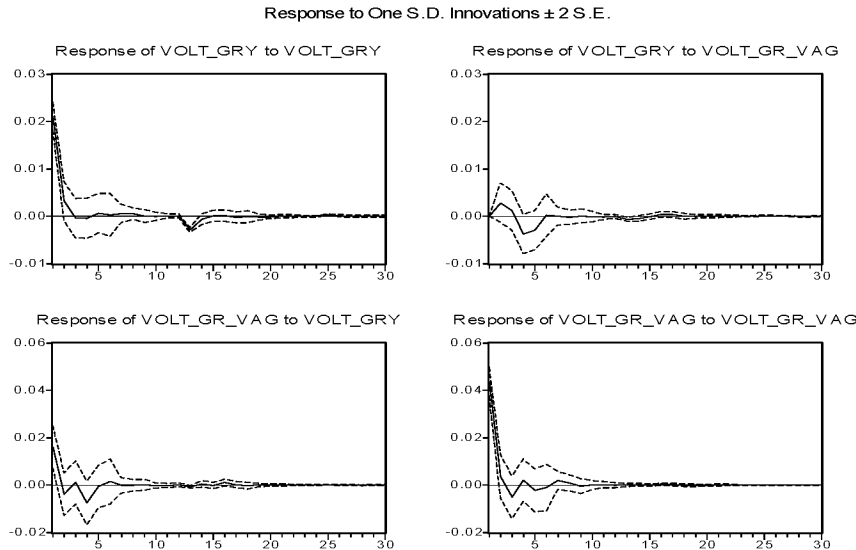 Response to One S.D. Innovations ± 2 S.E.
Response of VOLT_GRY to VOLT_GRY
0.03
0.02
0.01
0.00
-0.01
5 10 15 20 25 30
Response of VOLT_GRY to VOLT_GR_VAG
0.03
0.02
0.01
0.00
-0.01
5 10 15 20 25 30
Response of VOLT_GR_VAG to VOLT_GRY
0.06
0.04
0.02
0.00
-0.02
5 10 15 20 25 30
Response of VOLT_GR_VAG to VOLT_GR_VAG
0.06
0.04
0.02
0.00
-0.02
5 10 15 20 25 30